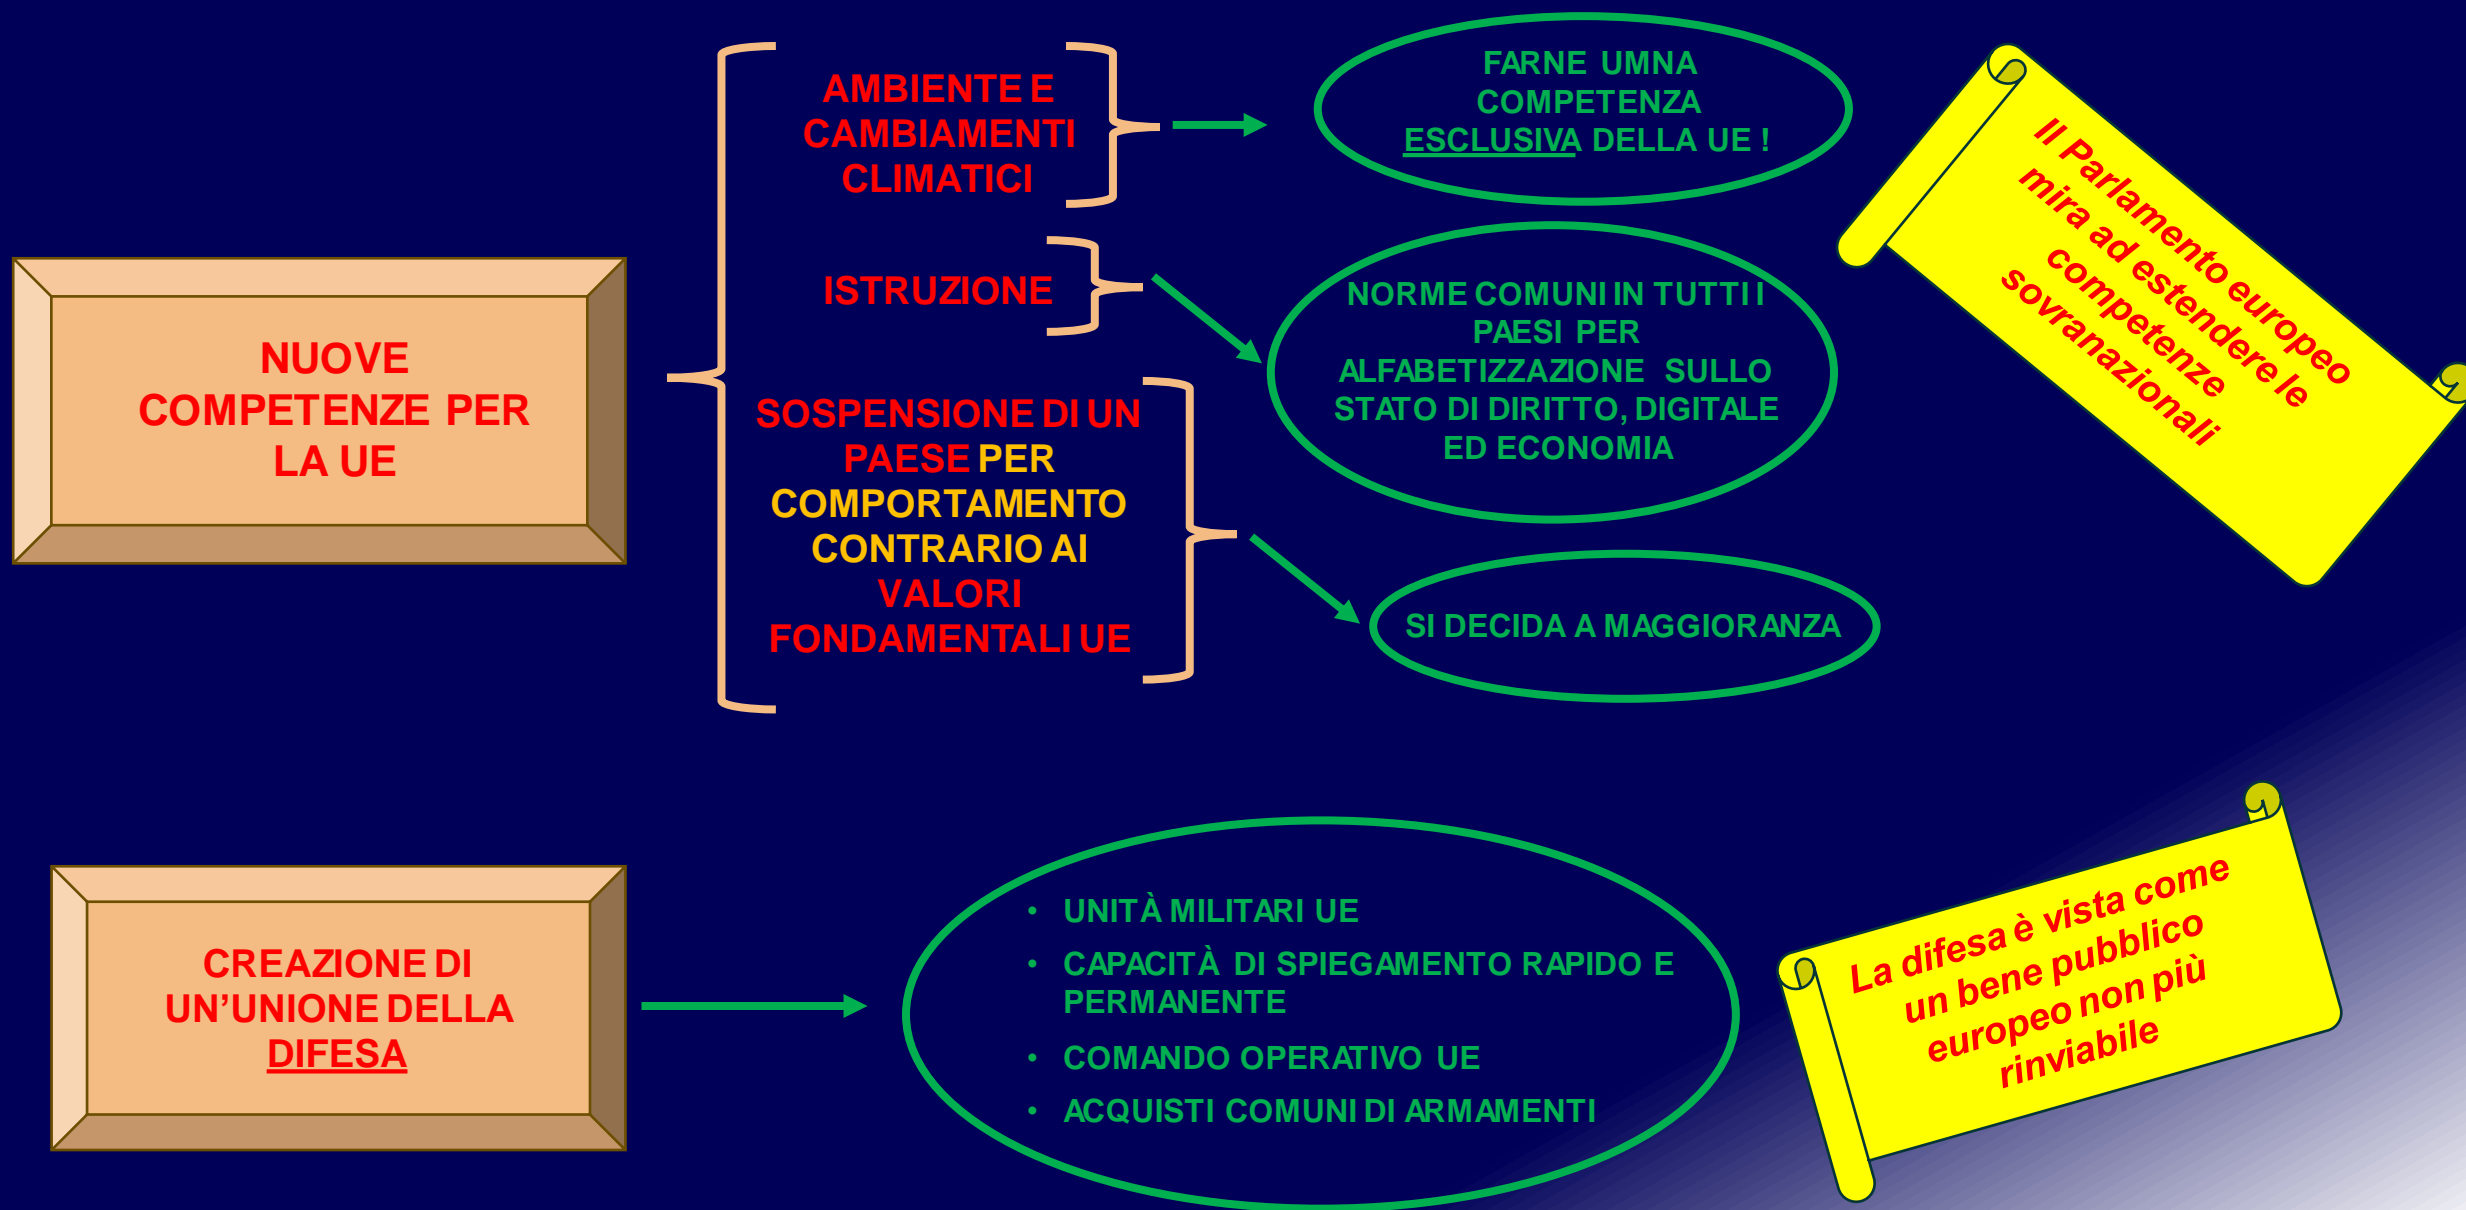 NUOVE
COMPETENZE PER
LA UE
AMBIENTE E
CAMBIAMENTI
CLIMATICI
FARNE UMNA
COMPETENZA
ESCLUSIVA DELLA UE !
ISTRUZIONE
NORME COMUNI IN TUTTI I
PAESI PER
ALFABETIZZAZIONE SULLO
STATO DI DIRITTO, DIGITALE
ED ECONOMIA
SOSPENSIONE DI UN
PAESE PER
COMPORTAMENTO
CONTRARIO AI
VALORI
FONDAMENTALI UE
SI DECIDA A MAGGIORANZA
Il Parlamento europeo
mira ad estendere le
competenze
sovranazionali
CREAZIONE DI
UN’UNIONE DELLA
DIFESA
• UNITÀ MILITARI UE
• CAPACITÀ DI SPIEGAMENTO RAPIDO E
PERMANENTE
• COMANDO OPERATIVO UE
• ACQUISTI COMUNI DI ARMAMENTI
La difesa è vista come
un bene pubblico
europeo non più
rinviabile